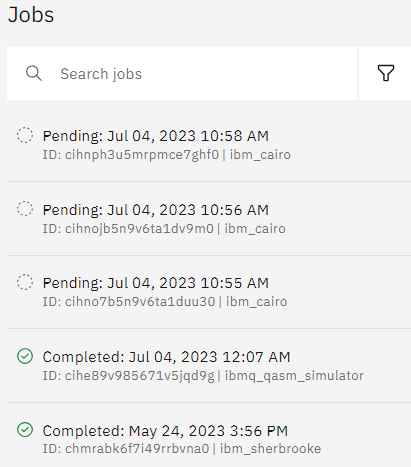 Jobs
Search jobs
Pending: Jul 04, 2023 10:58 AM
ID: cihnph3u5mrpmce7ghf0 | ibm_cairo
Pending: Jul 04, 2023 10:56 AM
ID: cihnojb5n9v6ta1dv9m0 | ibm_cairo
Pending: Jul 04, 2023 10:55 AM
ID: cihno7b5n9v6ta1duu30 | ibm_cairo
Completed: Jul 04, 2023 12:07 AM
ID: cihe89v985671v5jqd9g | ibmq_qasm_simulator
Completed: May 24, 2023 3:56 PM
ID: chmrabk6f7i49rrbvna0 | ibm_sherbrooke